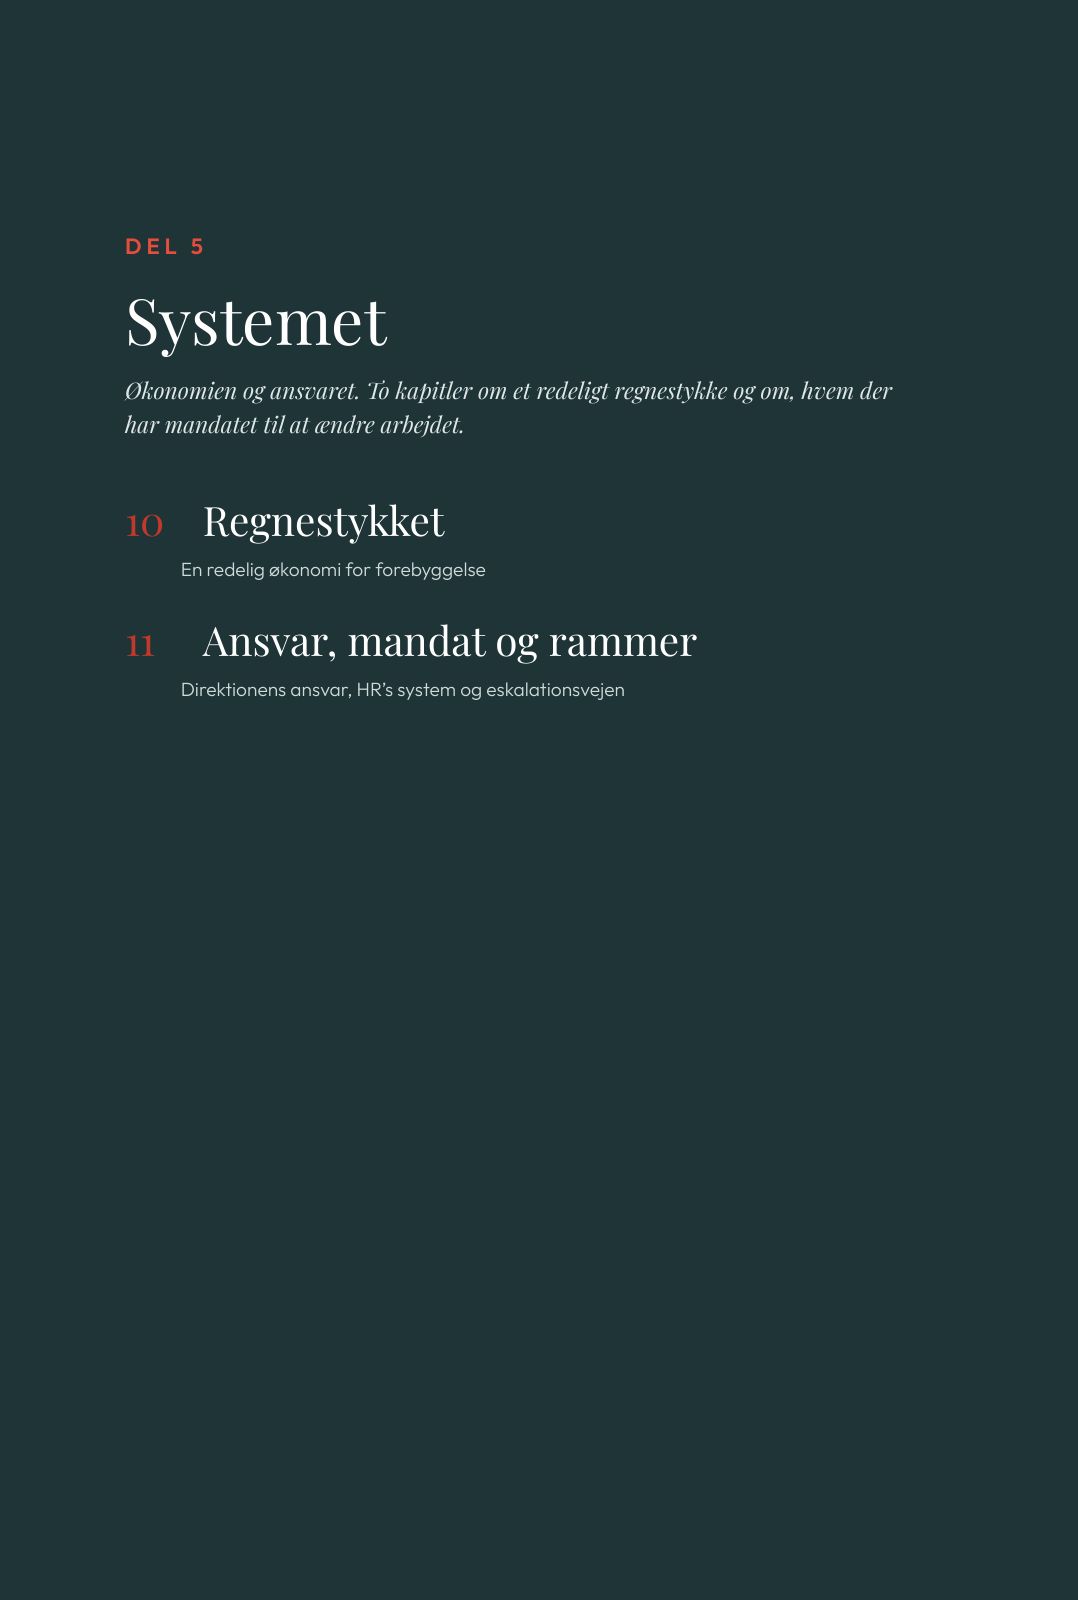 DEL 5
Systemet
Økonomien og ansvaret. To kapitler om et redeligt regnestykke og om, hvem der
har mandatet til at ændre arbejdet.
10 Regnestykket
En redelig økonomi for forebyggelse
11 Ansvar, mandat og rammer
Direktionens ansvar, HR’s system og eskalationsvejen